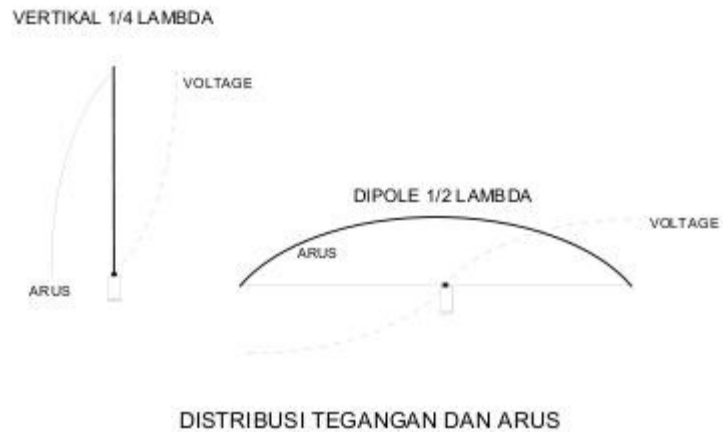 VERTIKAL 1/4 LAMBDA
VOLTAGE
ARUS
DIPOLE 1/2 LAMBDA
VOLTAGE
ARUS
DISTRIBUSI TEGANGAN DAN ARUS